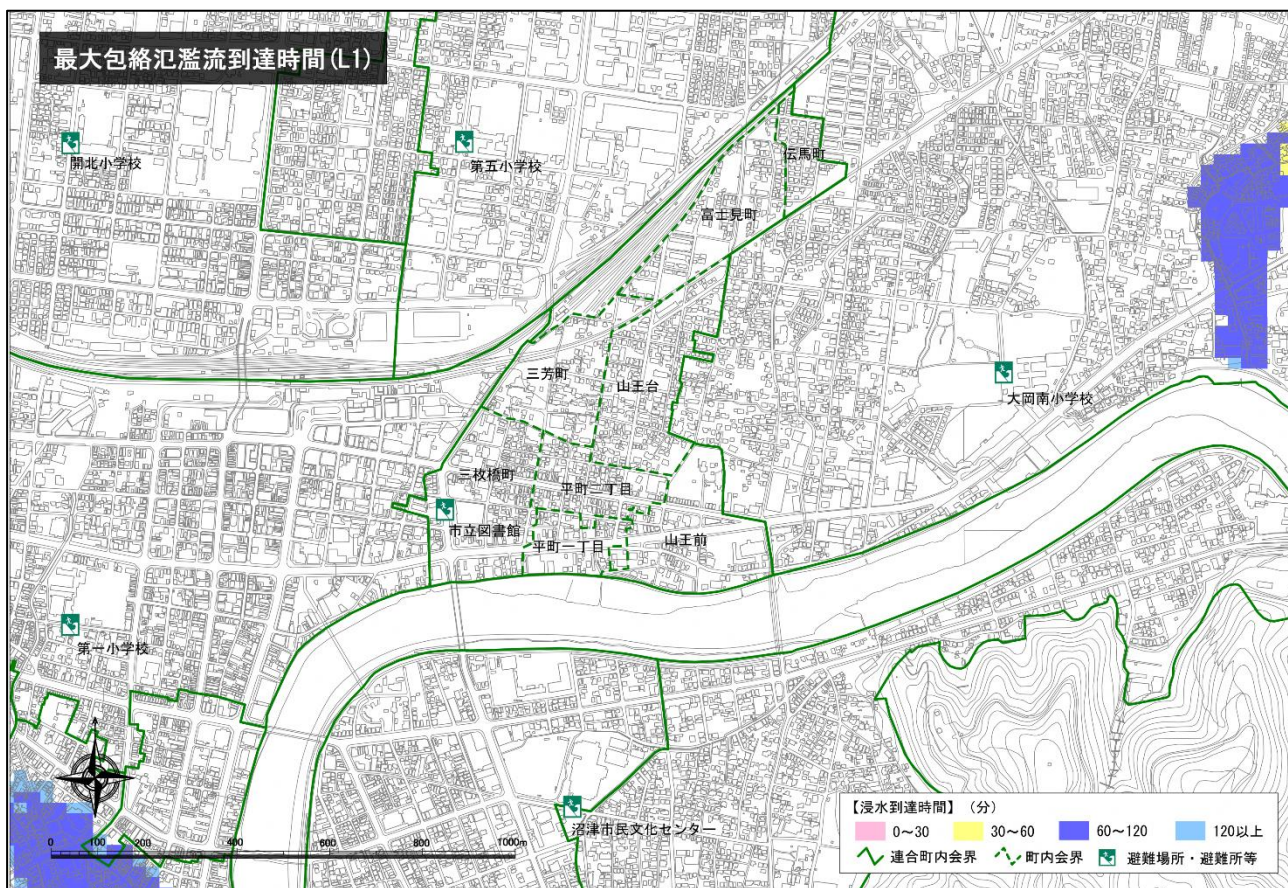 最大包絡氾濫流到達時間(L1)
開北小学校
第五小学校
伝馬町
富士見町
三芳町
山王台
大岡南小学校
三枚橋町
平町二丁目
市立図書館
平町一丁目
山王前
第一小学校
沼津市民文化センター
0 100 200 400 600 800 1000m
【浸水到達時間】 (分)
0～30 30～60 60～120 120以上
連合町内会界 町内会界 避難場所・避難所等